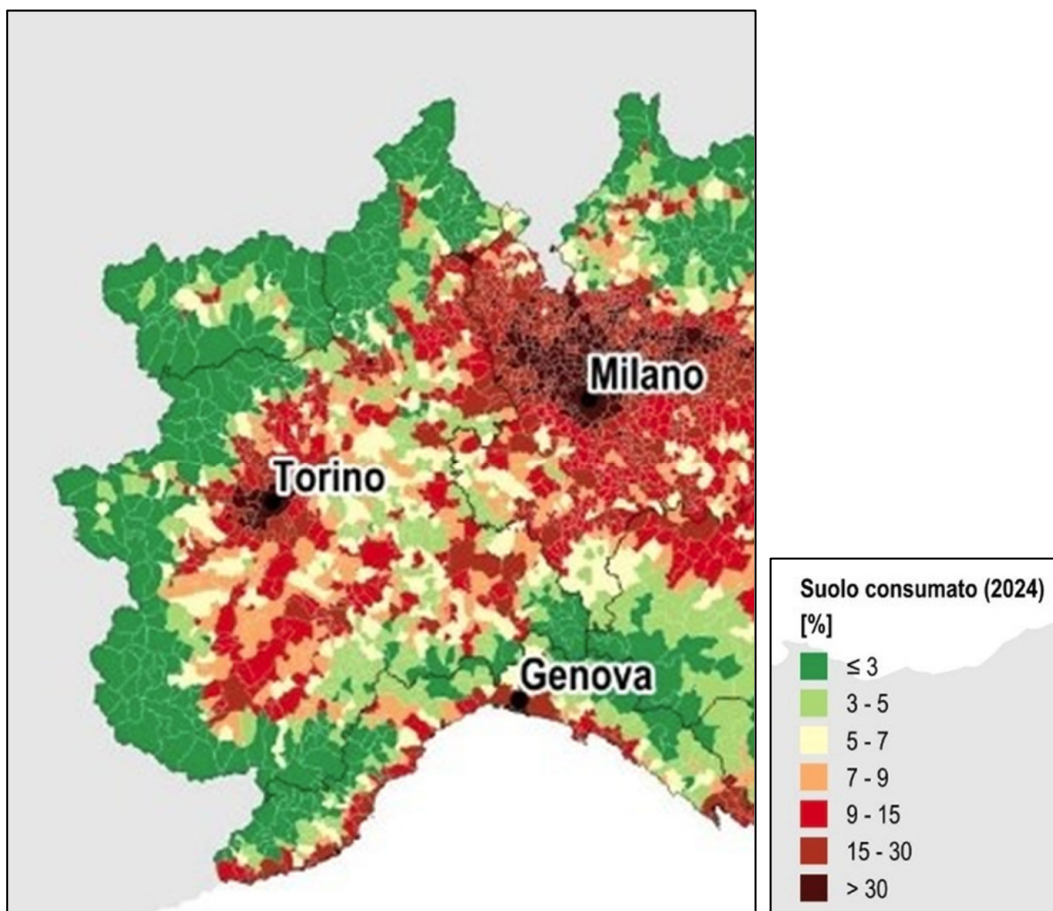 Milano
Torino
Genova
Suolo consumato (2024)
[%]
≤ 3
3 - 5
5 - 7
7 - 9
9 - 15
15 - 30
> 30